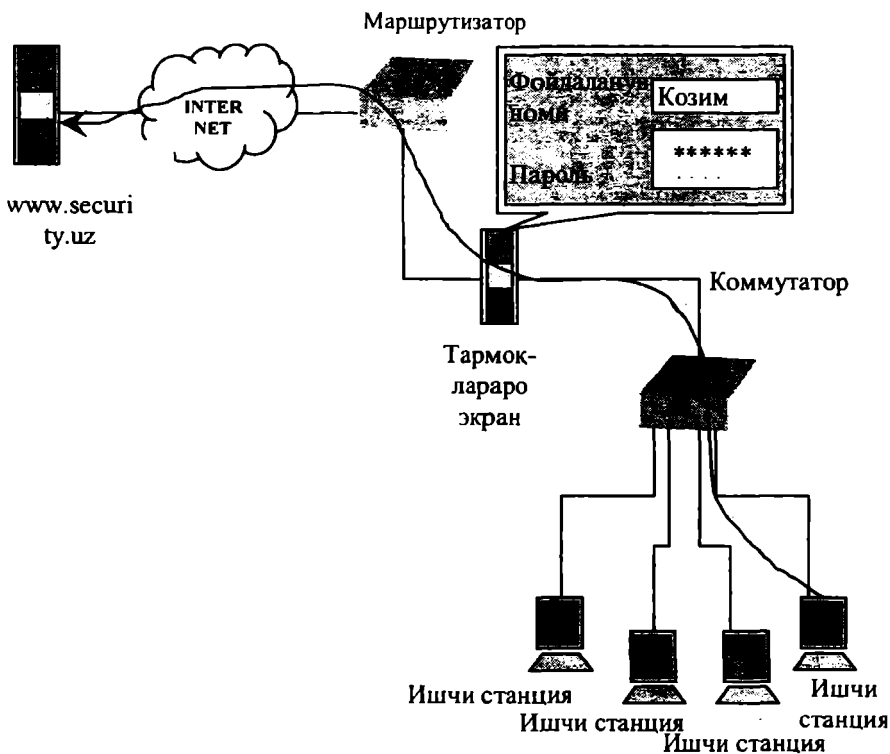 Маршрутизатор
INTER
NET
www.securi
ty.uz
Фойдаланув
номи
Козим
Пароль
******
Коммутатор
Тармоқ-
лараро
экран
Ишчи станция
Ишчи станция
Ишчи станция
Ишчи
станция